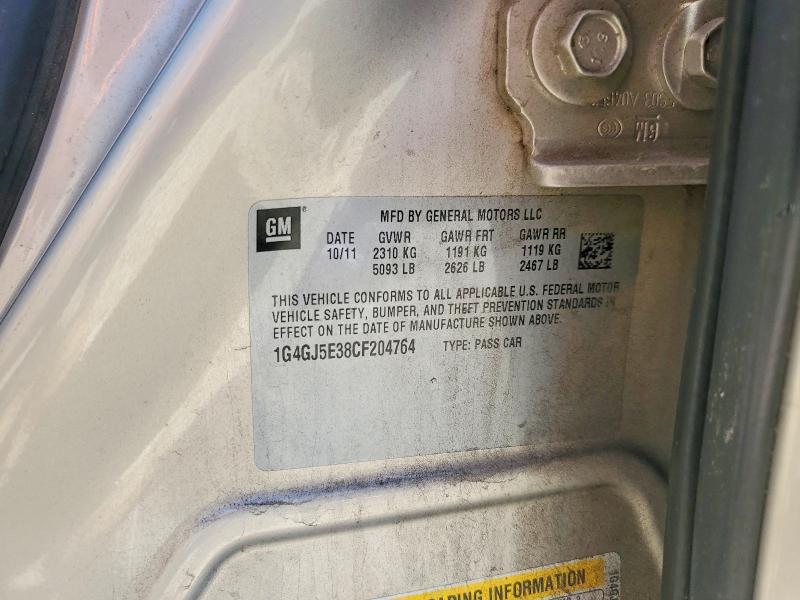 GM
MFD BY GENERAL MOTORS LLC
DATE GVWR GAWR FRT GAWR RR
10/11 2310 KG 1191 KG 1119 KG
5093 LB 2626 LB 2467 LB
THIS VEHICLE CONFORMS TO ALL APPLICABLE U.S. FEDERAL MOTOR
VEHICLE SAFETY, BUMPER, AND THEFT PREVENTION STANDARDS IN
EFFECT ON THE DATE OF MANUFACTURE SHOWN ABOVE.
1G4GJ5E38CF204764 TYPE: PASS CAR
INFORMATION